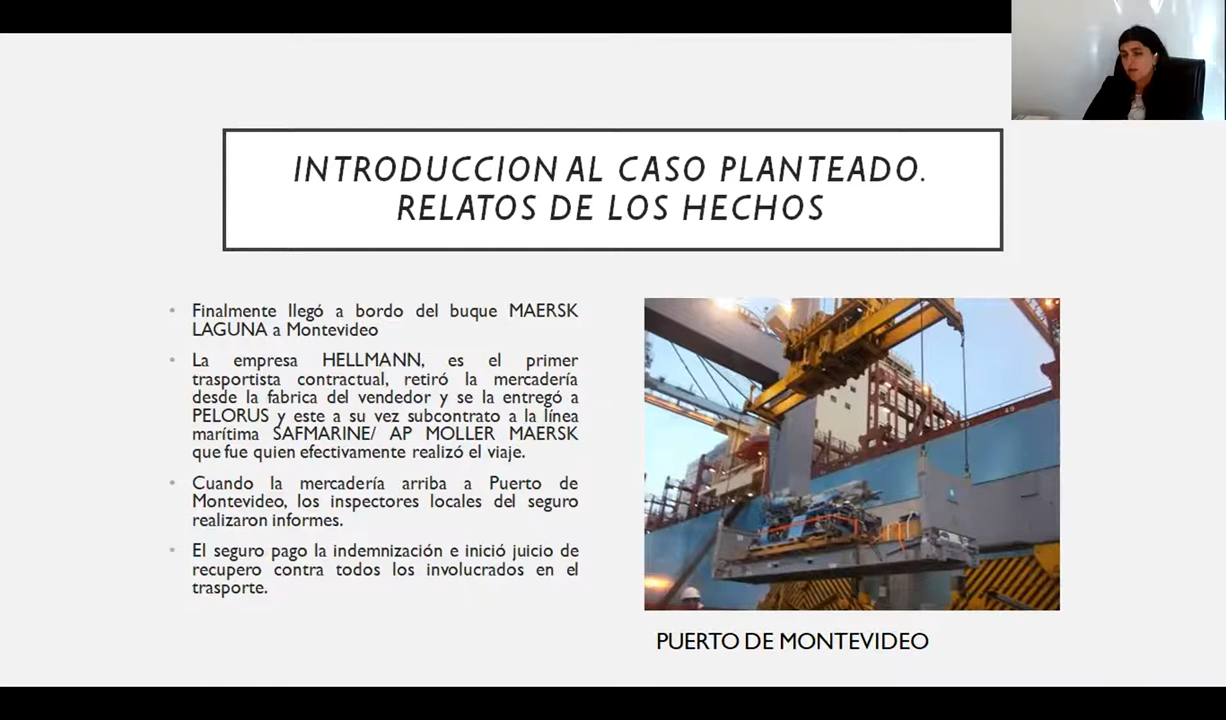 INTRODUCCION AL CASO PLANTEADO.
RELATOS DE LOS HECHOS
• Finalmente llegó a bordo del buque MAERSK
LAGUNA a Montevideo
• La empresa HELLMANN, es el primer
trasportista contractual, retiró la mercadería
desde la fabrica del vendedor y se la entregó a
PELORUS y este a su vez subcontrato a la línea
marítima SAFMARINE/ AP MOLLER MAERSK
que fue quien efectivamente realizó el viaje.
• Cuando la mercadería arriba a Puerto de
Montevideo, los inspectores locales del seguro
realizaron informes.
• El seguro pago la indemnización e inició juicio de
recupero contra todos los involucrados en el
trasporte.
PUERTO DE MONTEVIDEO